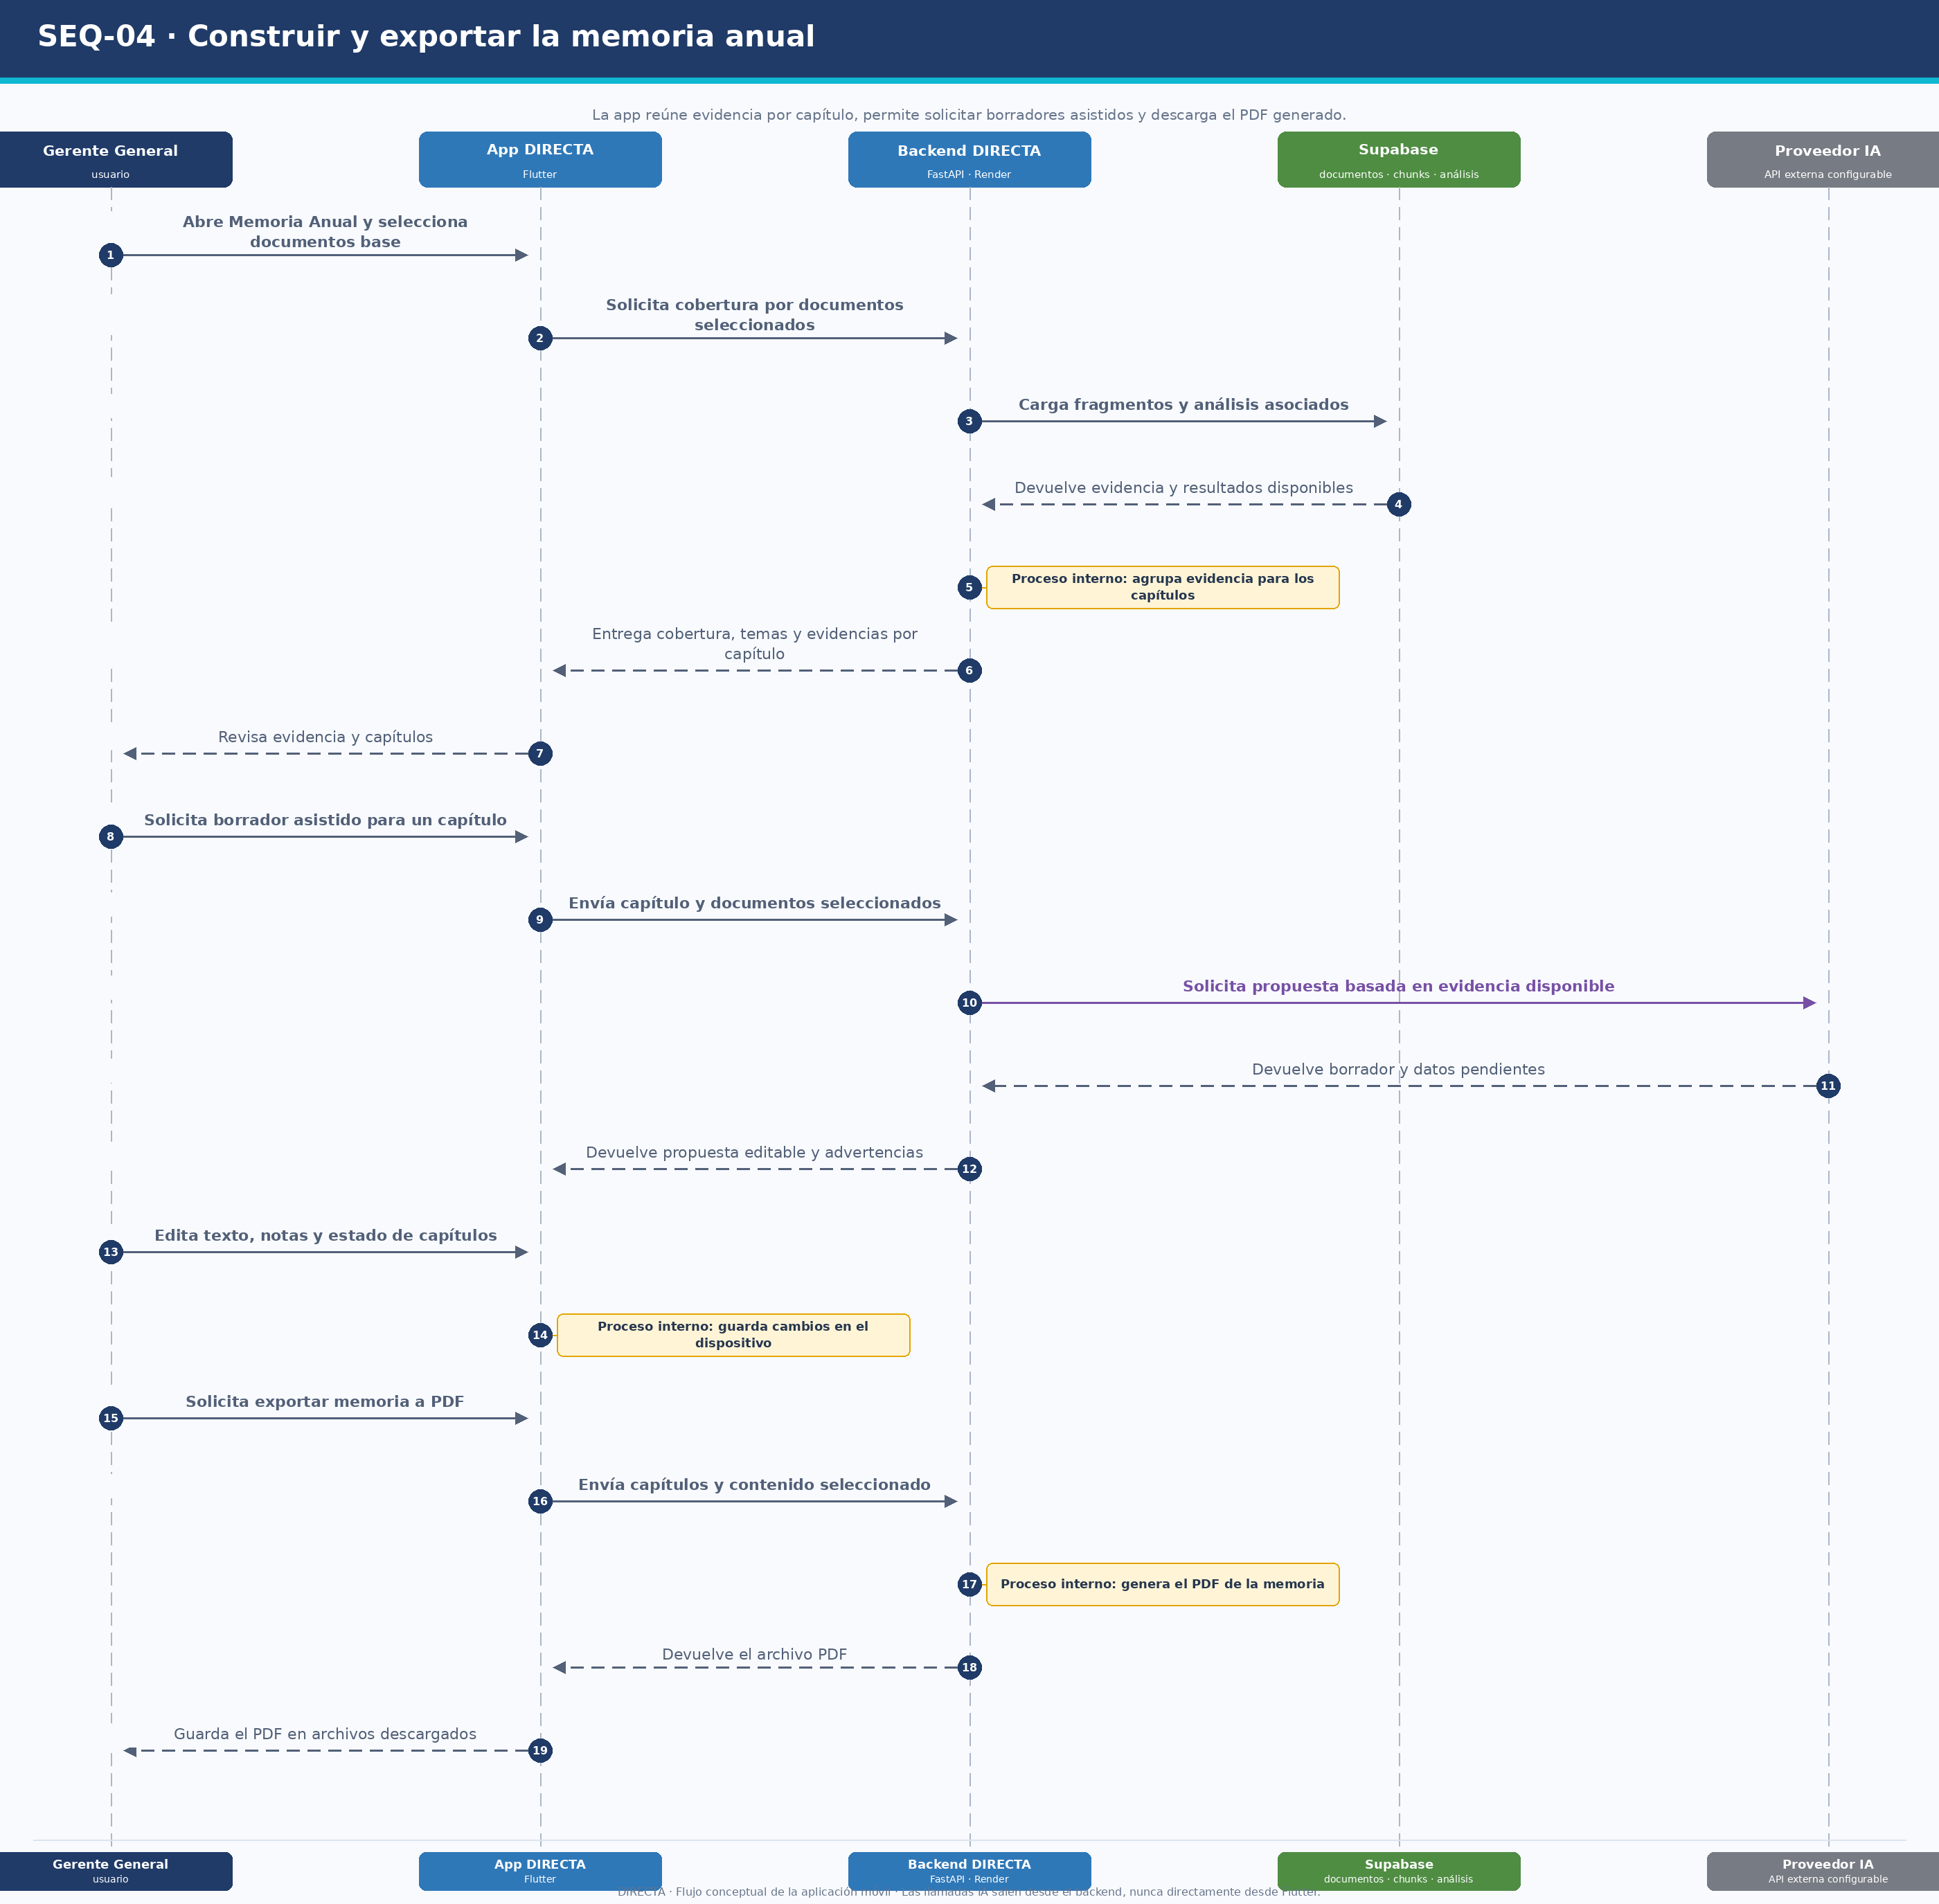 SEQ-04 · Construir y exportar la memoria anual
La app reúne evidencia por capítulo, permite solicitar borradores asistidos y descarga el PDF generado.
Gerente General
usuario
App DIRECTA
Flutter
Backend DIRECTA
FastAPI · Render
Supabase
documentos · chunks · análisis
Proveedor IA
API externa configurable
Abre Memoria Anual y selecciona
documentos base
1
Solicita cobertura por documentos
seleccionados
2
Carga fragmentos y análisis asociados
3
Devuelve evidencia y resultados disponibles
4
5
Proceso interno: agrupa evidencia para los
capítulos
Entrega cobertura, temas y evidencias por
capítulo
6
Revisa evidencia y capítulos
7
Solicita borrador asistido para un capítulo
8
Envía capítulo y documentos seleccionados
9
Solicita propuesta basada en evidencia disponible
10
Devuelve borrador y datos pendientes
11
Devuelve propuesta editable y advertencias
12
Edita texto, notas y estado de capítulos
13
14
Proceso interno: guarda cambios en el
dispositivo
Solicita exportar memoria a PDF
15
Envía capítulos y contenido seleccionado
16
17
Proceso interno: genera el PDF de la memoria
Devuelve el archivo PDF
18
Guarda el PDF en archivos descargados
19
Gerente General
usuario
App DIRECTA
Flutter
Backend DIRECTA
FastAPI · Render
Supabase
documentos · chunks · análisis
Proveedor IA
API externa configurable
DIRECTA · Flujo conceptual de la aplicación móvil · Las llamadas IA salen desde el backend, nunca directamente desde Flutter.